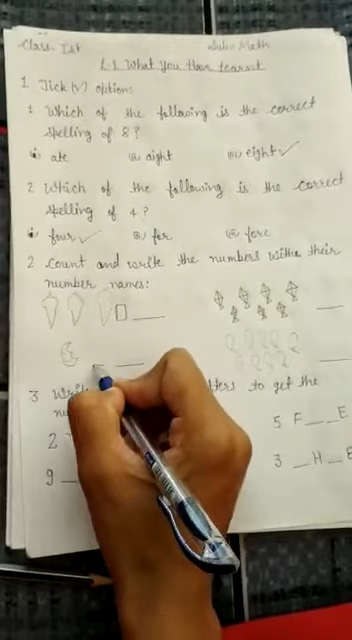 Class- Ist Sub:- Math
L-1 What You Have Learnt
1 Tick (✓) option:
1 Which of the following is the correct
spelling of 8?
(i) ate (ii) aight (iii) eight ✓
2 Which of the following is the correct
spelling of 4?
(i) four ✓ (ii) for (iii) fore
2 Count and write the numbers with their
number names:
3 to get the
5 F _ _ E
2
9 _ 3 _ H _ E